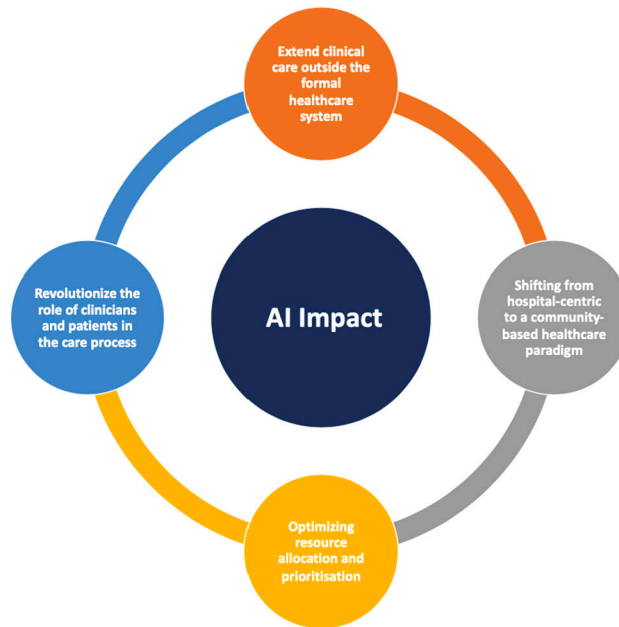 Extend clinical
care outside the
formal
healthcare
system
Revolutionize the
role of clinicians
and patients in
the care process
AI Impact
Shifting from
hospital-centric
to a community-
based healthcare
paradigm
Optimizing
resource
allocation and
prioritisation